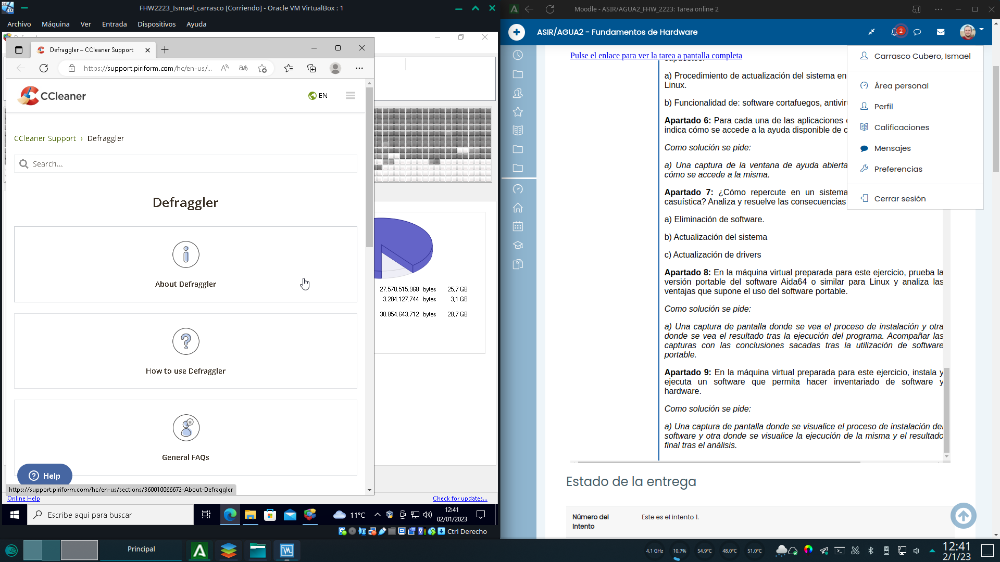 FHW2223_Ismael_carrasco [Corriendo] - Oracle VM VirtualBox : 1
Archivo Máquina Ver Entrada Dispositivos Ayuda
Defraggler – CCleaner Support
https://support.piriform.com/hc/en-us/...
CCleaner
EN
CCleaner Support › Defraggler
Search...
Defraggler
About Defraggler
How to use Defraggler
General FAQs
Help
https://support.piriform.com/hc/en-us/sections/360010066672-About-Defraggler
27.570.515.968 bytes 25,7 GB
3.284.127.744 bytes 3,1 GB
30.854.643.712 bytes 28,7 GB
Online Help
Check for updates...
Escribe aquí para buscar
11°C
12:41
02/01/2023
Ctrl Derecho
Moodle - ASIR/AGUA2_FHW_2223: Tarea online 2
ASIR/AGUA2 - Fundamentos de Hardware
2
Pulse el enlace para ver la tarea a pantalla completa
a) Procedimiento de actualización del sistema en
Linux.
b) Funcionalidad de: software cortafuegos,
Apartado 6: Para cada una de las aplicaciones
indica cómo se accede a la ayuda disponible de
Como solución se pide:
a) Una captura de la ventana de ayuda abierta
cómo se accede a la misma.
Apartado 7: ¿Cómo repercute en un sistema
casuística? Analiza y resuelve las consecuencias
a) Eliminación de software.
b) Actualización del sistema
c) Actualización de drivers
Apartado 8: En la máquina virtual preparada para este ejercicio, prueba la
versión portable del software Aida64 o similar para Linux y analiza las
ventajas que supone el uso del software portable.
Como solución se pide:
a) Una captura de pantalla donde se vea el proceso de instalación y otra
donde se vea el resultado tras la ejecución del programa. Acompañar las
capturas con las conclusiones sacadas tras la utilización de software
portable.
Apartado 9: En la máquina virtual preparada para este ejercicio, instala y
ejecuta un software que permita hacer inventariado de software y
hardware.
Como solución se pide:
a) Una captura de pantalla donde se visualice el proceso de instalación del
software y otra donde se visualice la ejecución de la misma y el resultado
final tras el análisis.
Carrasco Cubero, Ismael
Área personal
Perfil
Calificaciones
Mensajes
Preferencias
Cerrar sesión
Estado de la entrega
Número del
Intento
Este es el intento 1.
Principal
4,1 GHz 10,7% 54,9°C 48,0°C 51,0°C
12:41
2/1/23